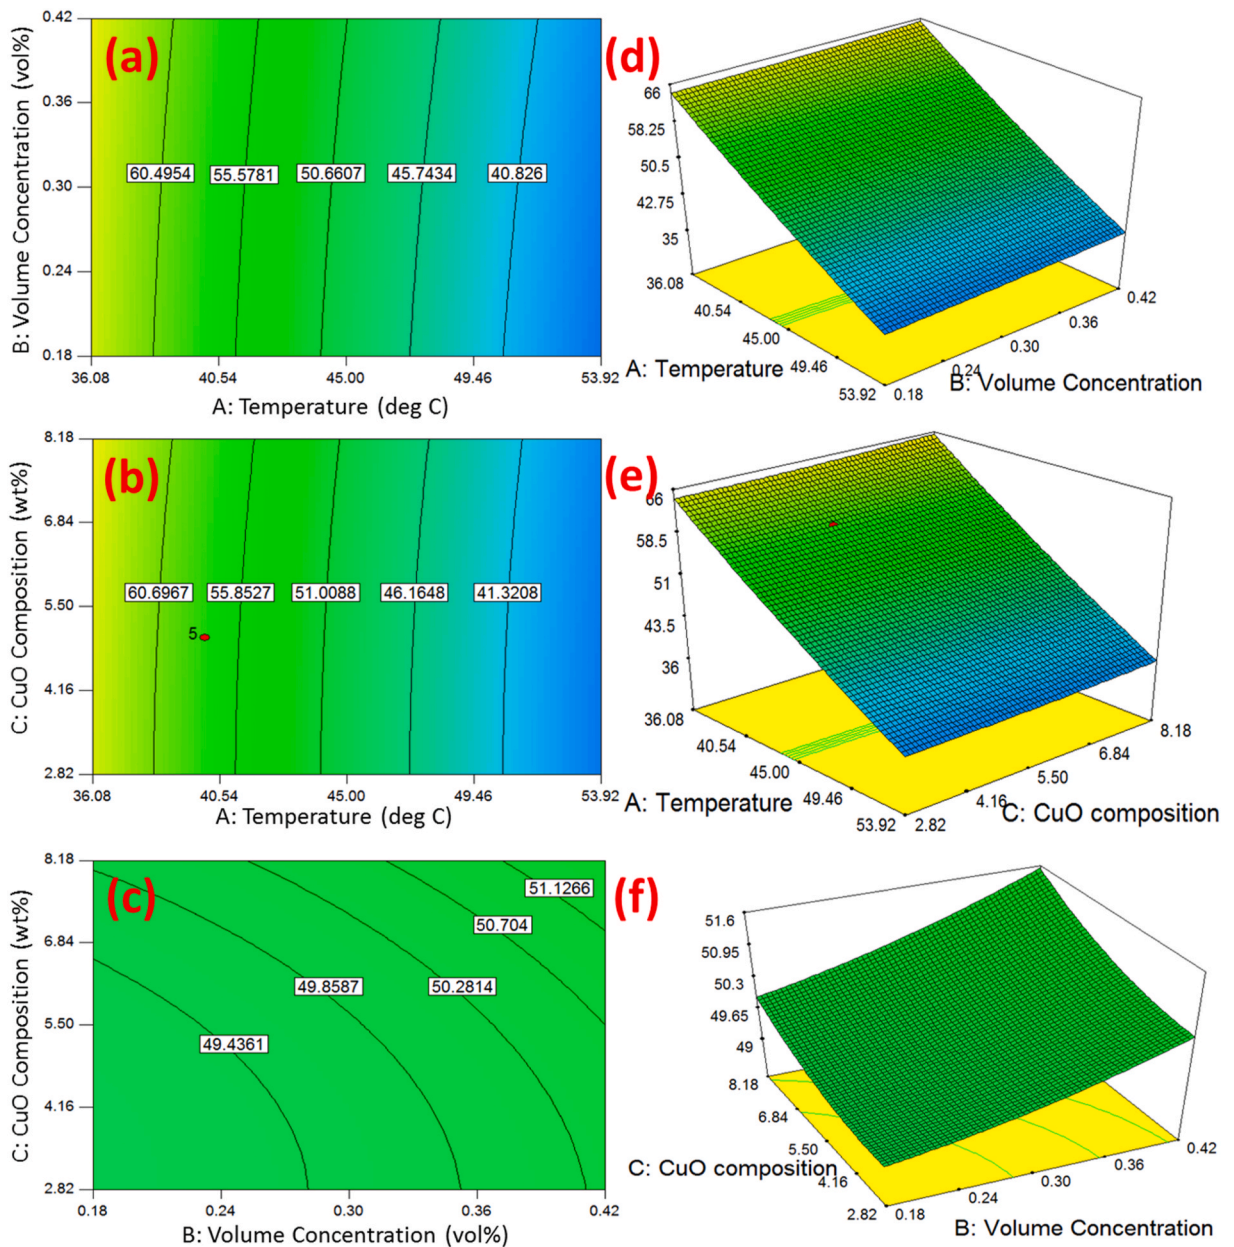 (a)
B: Volume Concentration (vol%)
0.42
0.36
0.30
0.24
0.18
60.4954 55.5781 50.6607 45.7434 40.826
36.08 40.54 45.00 49.46 53.92
A: Temperature (deg C)
(d)
66
58.25
50.5
42.75
35
36.08
40.54
45.00
49.46
53.92
A: Temperature
0.42
0.36
0.30
0.24
0.18
B: Volume Concentration
(b)
C: CuO Composition (wt%)
8.18
6.84
5.50
4.16
2.82
60.6967 55.8527 51.0088 46.1648 41.3208
5
36.08 40.54 45.00 49.46 53.92
A: Temperature (deg C)
(e)
66
58.5
51
43.5
36
36.08
40.54
45.00
49.46
53.92
A: Temperature
8.18
6.84
5.50
4.16
2.82
C: CuO composition
(c)
C: CuO Composition (wt%)
8.18
6.84
5.50
4.16
2.82
51.1266
50.704
49.8587 50.2814
49.4361
0.18 0.24 0.30 0.36 0.42
B: Volume Concentration (vol%)
(f)
51.6
50.95
50.3
49.65
49
8.18
6.84
5.50
4.16
2.82
C: CuO composition
0.42
0.36
0.30
0.24
0.18
B: Volume Concentration